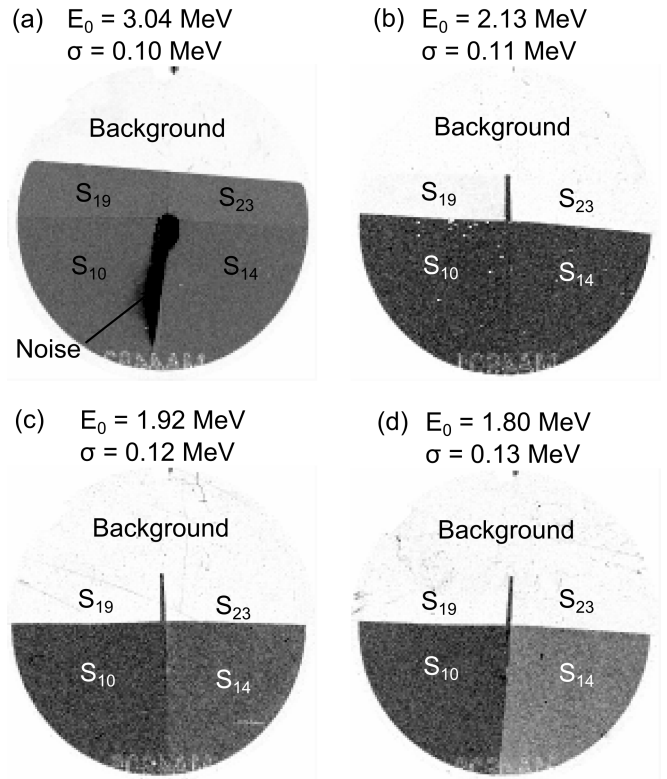 (a) E₀ = 3.04 MeV
σ = 0.10 MeV
Background
S₁₉ S₂₃
S₁₀ S₁₄
Noise
(b) E₀ = 2.13 MeV
σ = 0.11 MeV
Background
S₁₉ S₂₃
S₁₀ S₁₄
(c) E₀ = 1.92 MeV
σ = 0.12 MeV
Background
S₁₉ S₂₃
S₁₀ S₁₄
(d) E₀ = 1.80 MeV
σ = 0.13 MeV
Background
S₁₉ S₂₃
S₁₀ S₁₄